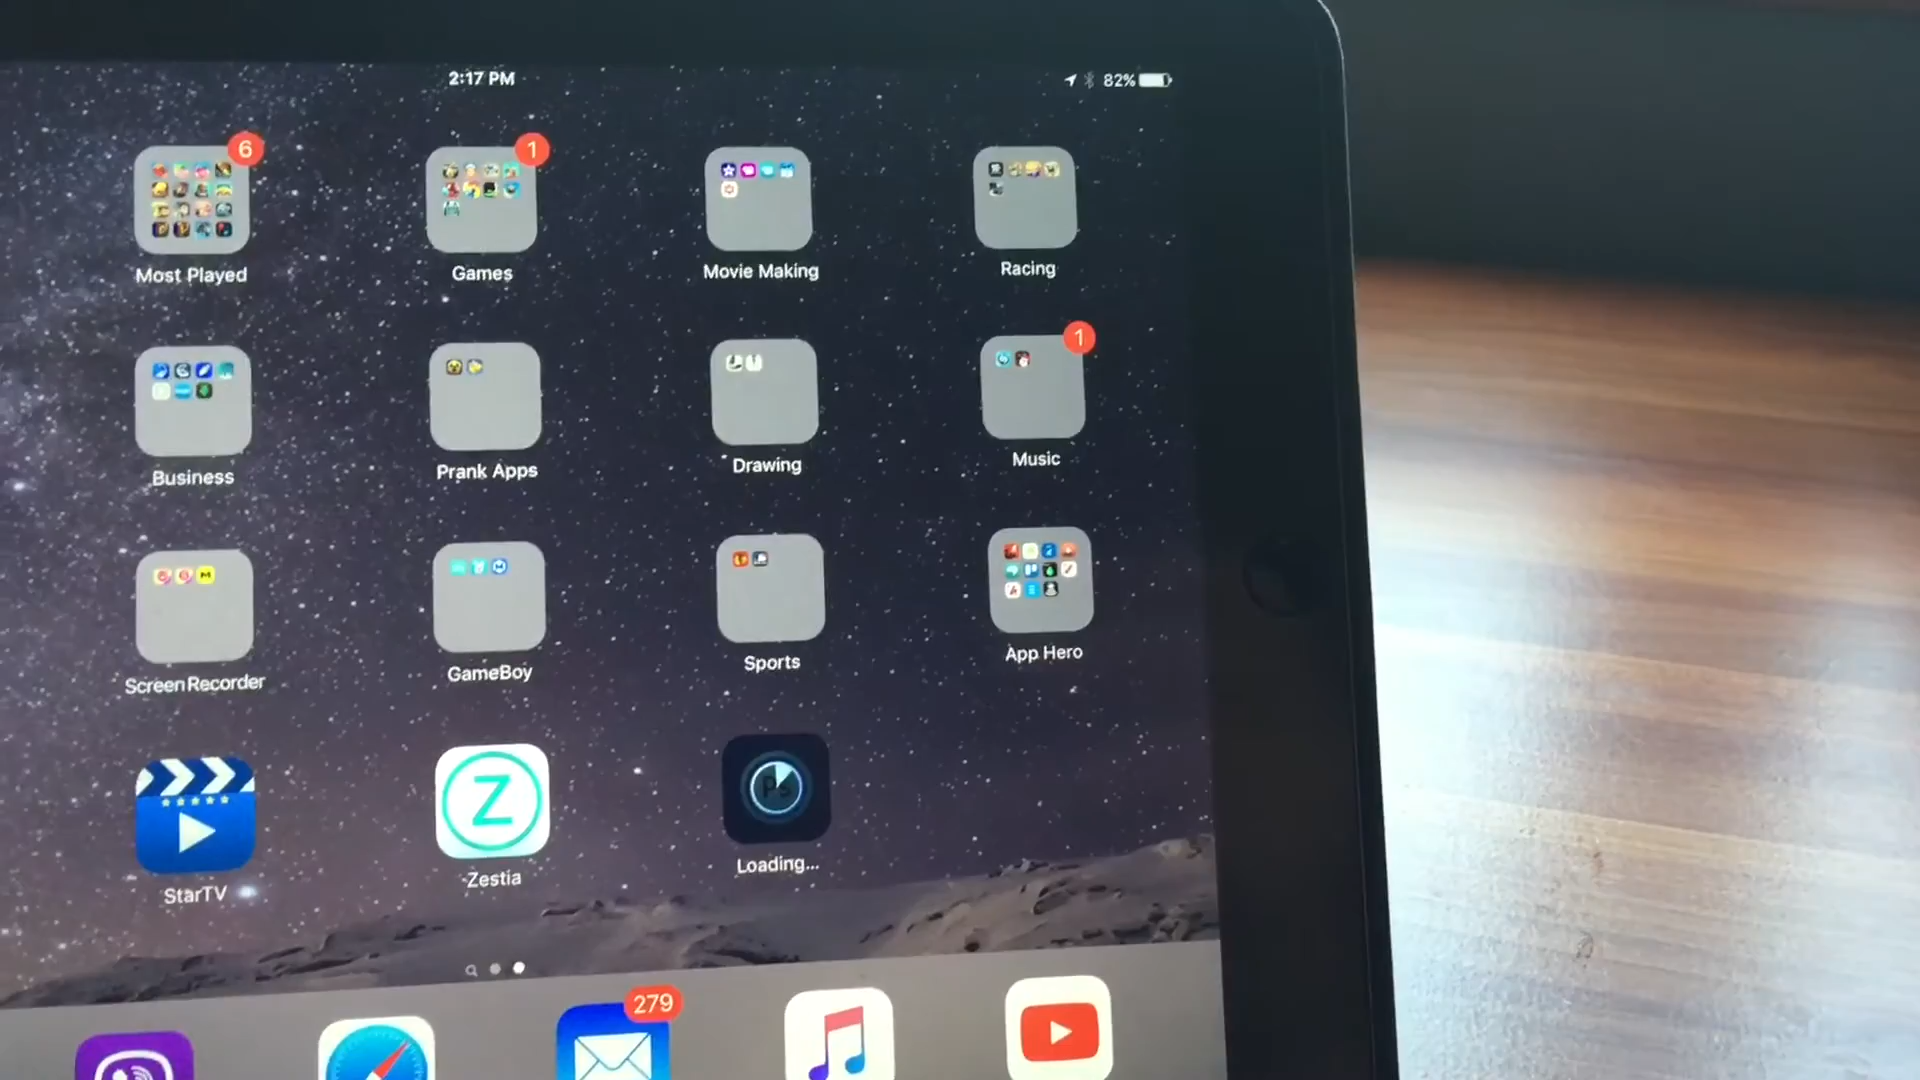 2:17 PM
82%
6
1
Most Played
Games
Movie Making
Racing
1
Business
Prank Apps
Drawing
Music
Screen Recorder
GameBoy
Sports
App Hero
Z
Ps
StarTV
Zestia
Loading...
279